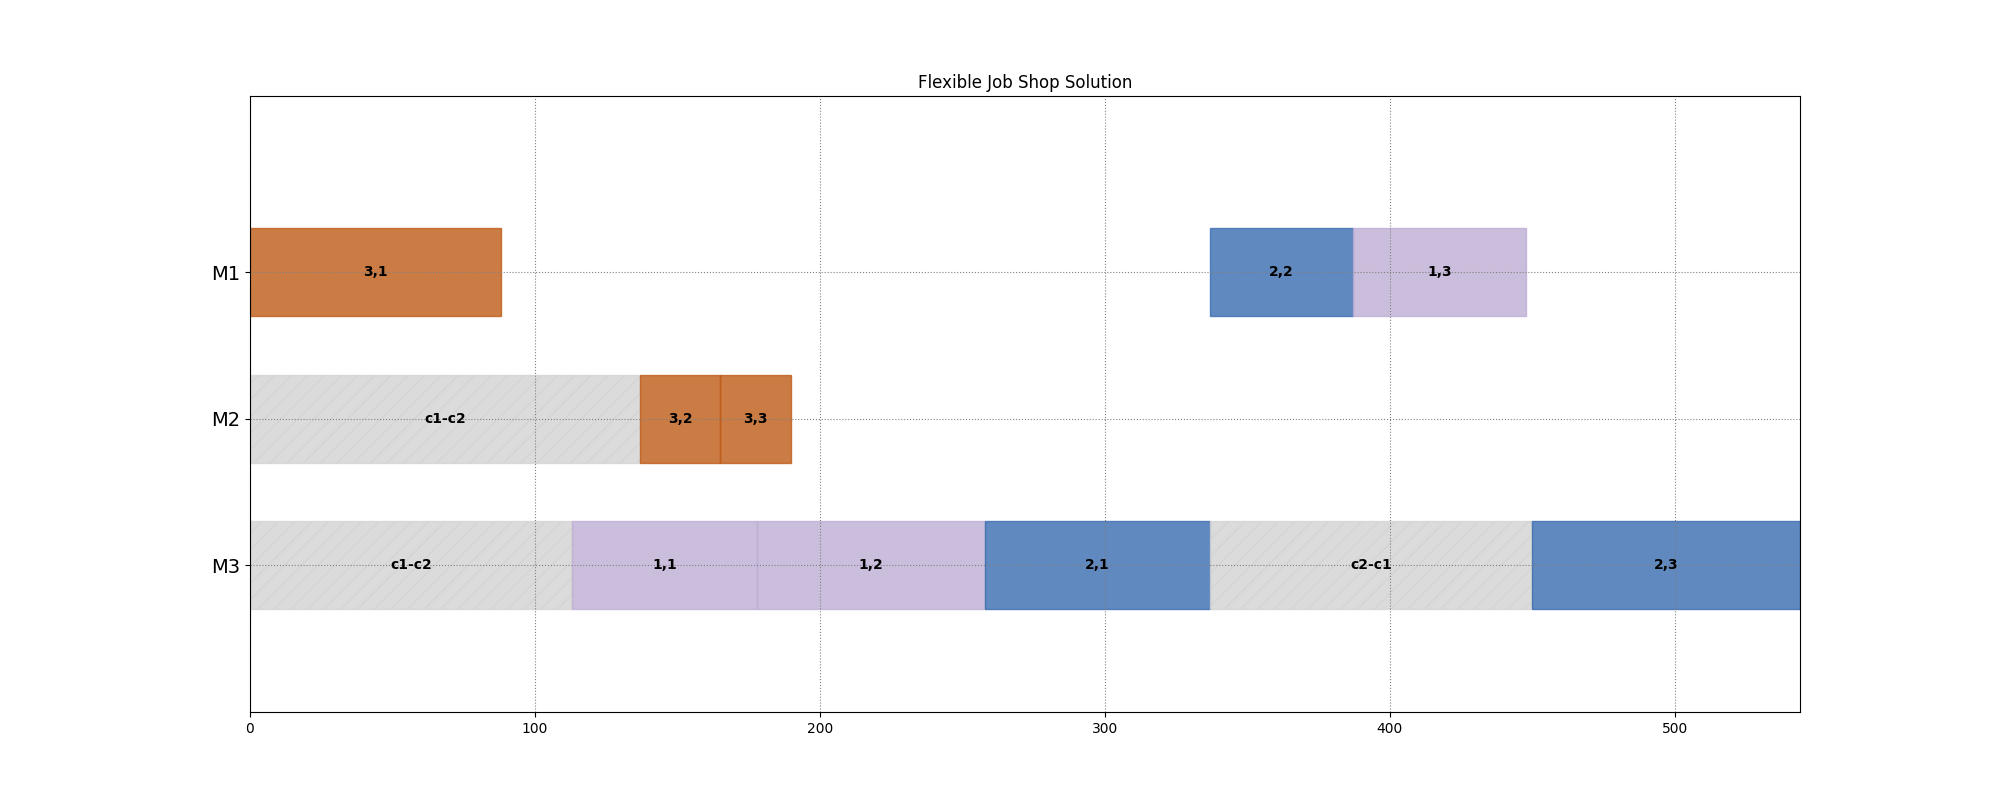 Flexible Job Shop Solution
M1
3,1
2,2
1,3
M2
c1-c2
3,2
3,3
M3
c1-c2
1,1
1,2
2,1
c2-c1
2,3
0
100
200
300
400
500